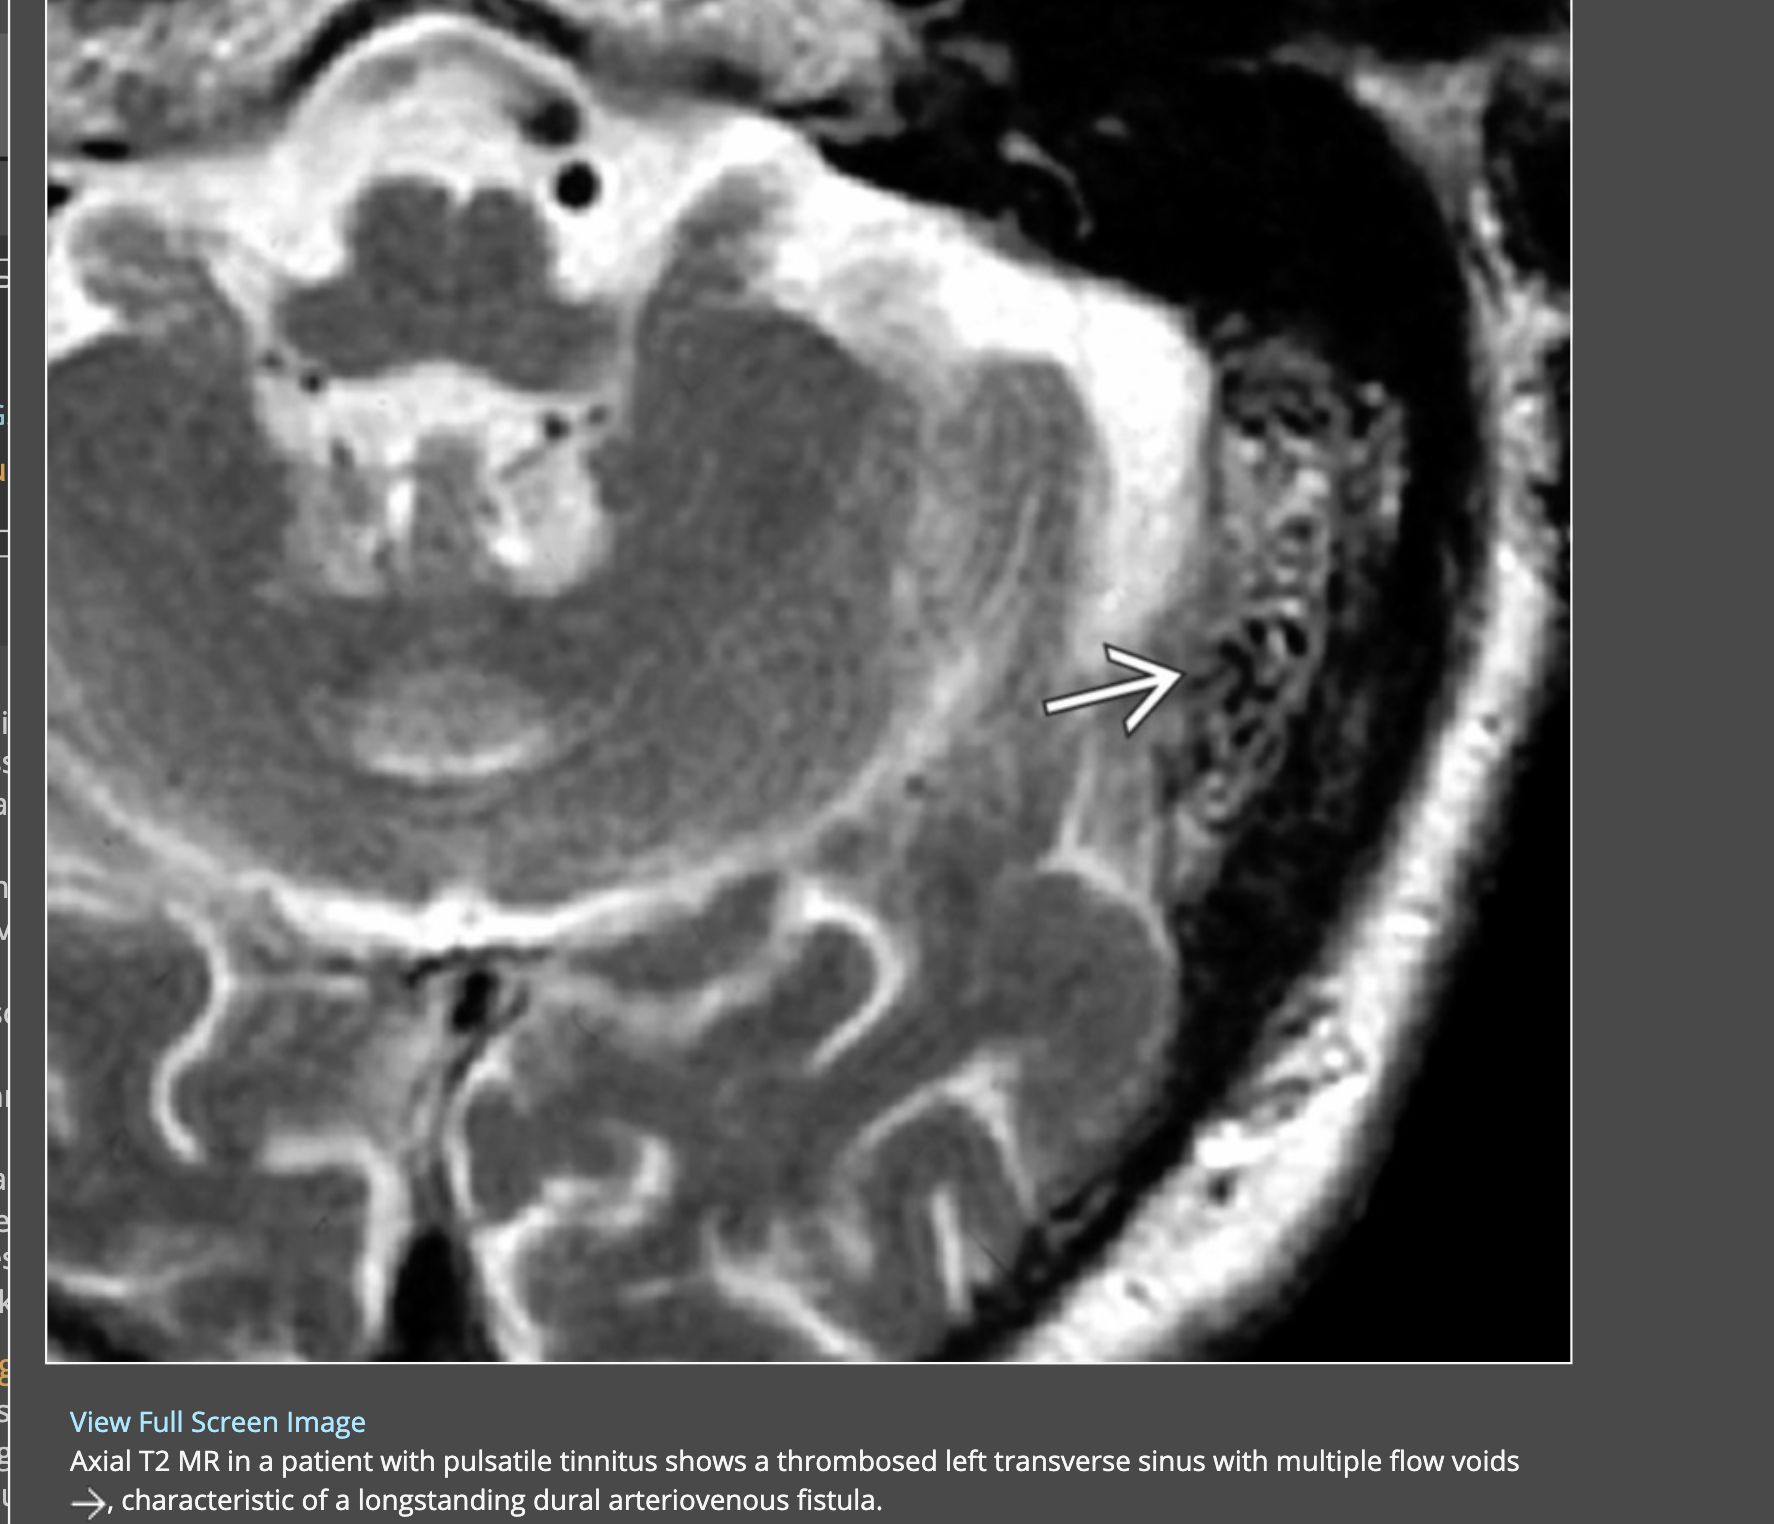 View Full Screen Image
Axial T2 MR in a patient with pulsatile tinnitus shows a thrombosed left transverse sinus with multiple flow voids
→, characteristic of a longstanding dural arteriovenous fistula.